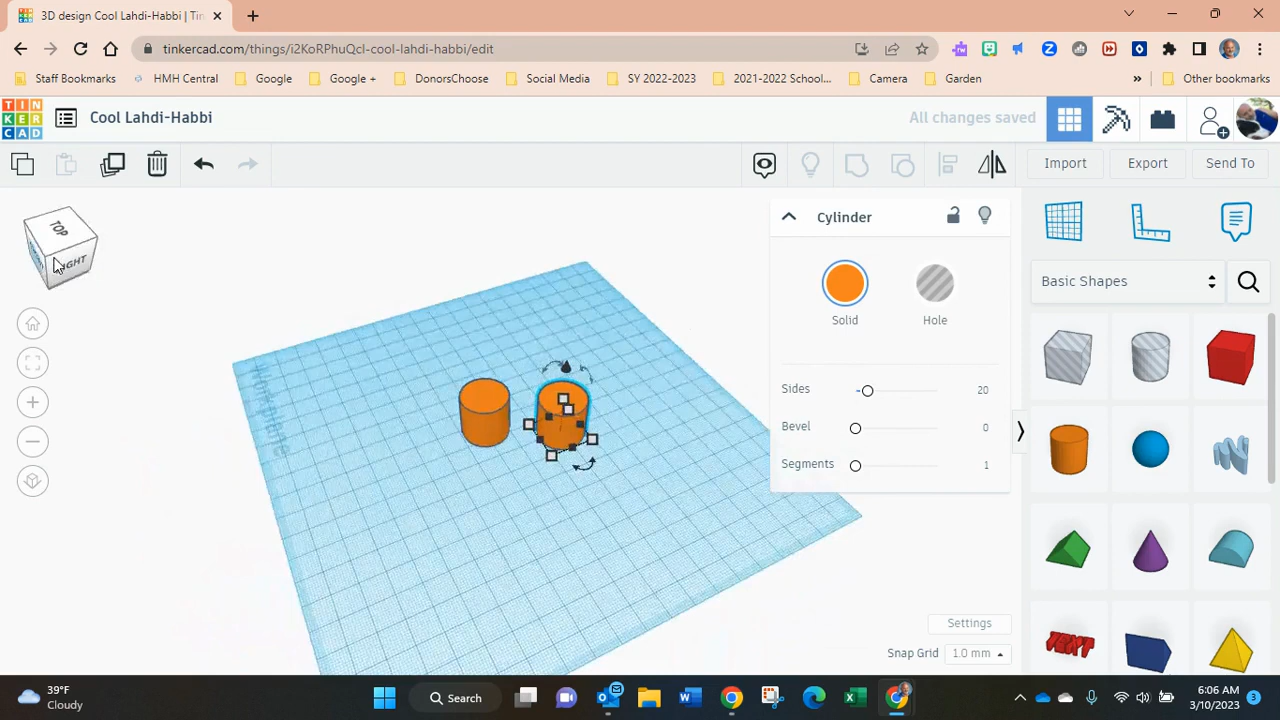 3D design Cool Lahdi-Habbi | Tin
tinkercad.com/things/i2KoRPhuQcl-cool-lahdi-habbi/edit
Staff Bookmarks HMH Central Google Google + DonorsChoose Social Media SY 2022-2023 2021-2022 School... Camera Garden » Other bookmarks
TIN
KER
CAD
Cool Lahdi-Habbi
All changes saved
Import Export Send To
TOP
RIGHT
Cylinder
Solid Hole
Sides 20
Bevel 0
Segments 1
Basic Shapes
TEXT
Settings
Snap Grid 1.0 mm
39°F
Cloudy
Search
6:06 AM
3/10/2023
3